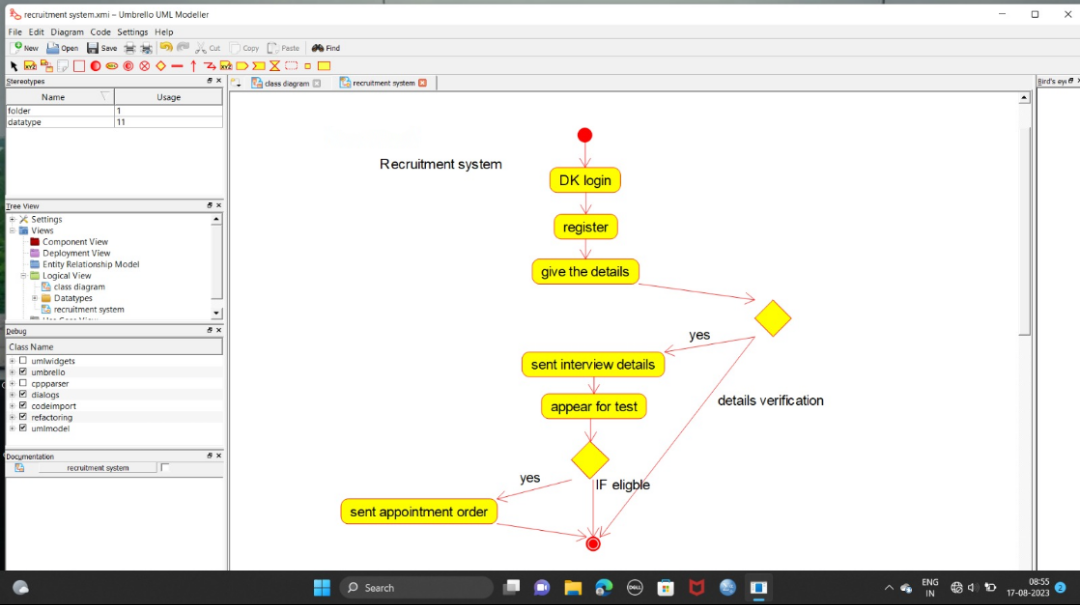 recruitment system.xmi – Umbrello UML Modeller
File Edit Diagram Code Settings Help
New Open Save Cut Copy Paste Find
Stereotypes
Name Usage
folder 1
datatype 11
Tree View
Settings
Views
Component View
Deployment View
Entity Relationship Model
Logical View
class diagram
Datatypes
recruitment system
Debug
Class Name
umlwidgets
umbrello
cppparser
dialogs
codeimport
refactoring
umlmodel
Documentation
recruitment system
class diagram recruitment system
Bird's eye
Recruitment system
DK login
register
give the details
yes
sent interview details
details verification
appear for test
yes
IF eligble
sent appointment order
Search
DELL
ENG
IN
08:55
17-08-2023
2